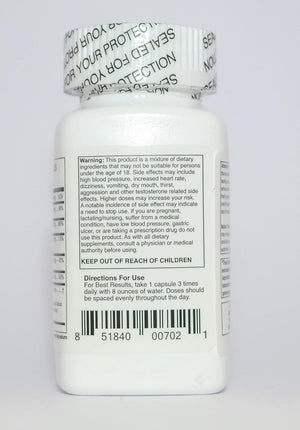 SEALED FOR
YOUR PROTECTION
Warning: This product is a mixture of dietary
ingredients that may not be suitable for persons
under the age of 18. Side effects may include
high blood pressure, increased heart rate,
dizziness, vomiting, dry mouth, thirst,
aggression and other testosterone related side
effects. Higher doses may increase your risk.
A notable incidence of side effect may indicate
a need to stop use. If you are pregnant,
lactating/nursing, suffer from a medical
condition, have low blood pressure, gastric
ulcer, or are taking a prescription drug do not
use this product. As with all dietary
supplements, consult a physician or medical
authority before using.
KEEP OUT OF REACH OF CHILDREN
Directions For Use
For Best Results, take 1 capsule 3 times
daily with 8 ounces of water. Doses should
be spaced evenly throughout the day.
8 51840 00702 1